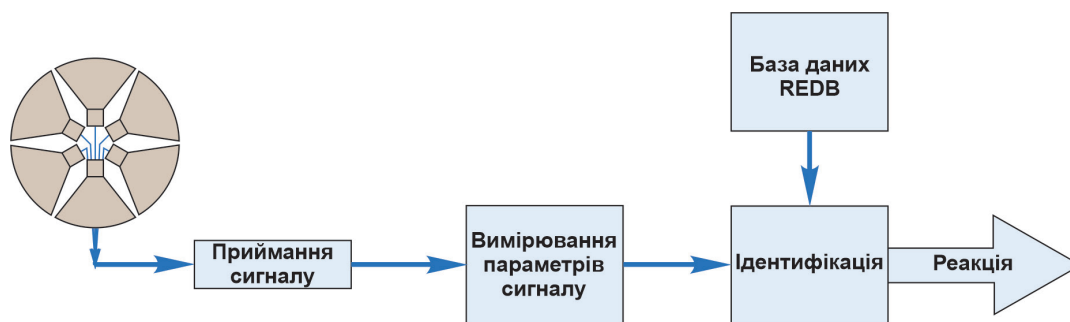 База даних
REDB
Приймання
сигналу
Вимірювання
параметрів
сигналу
Ідентифікація
Реакція